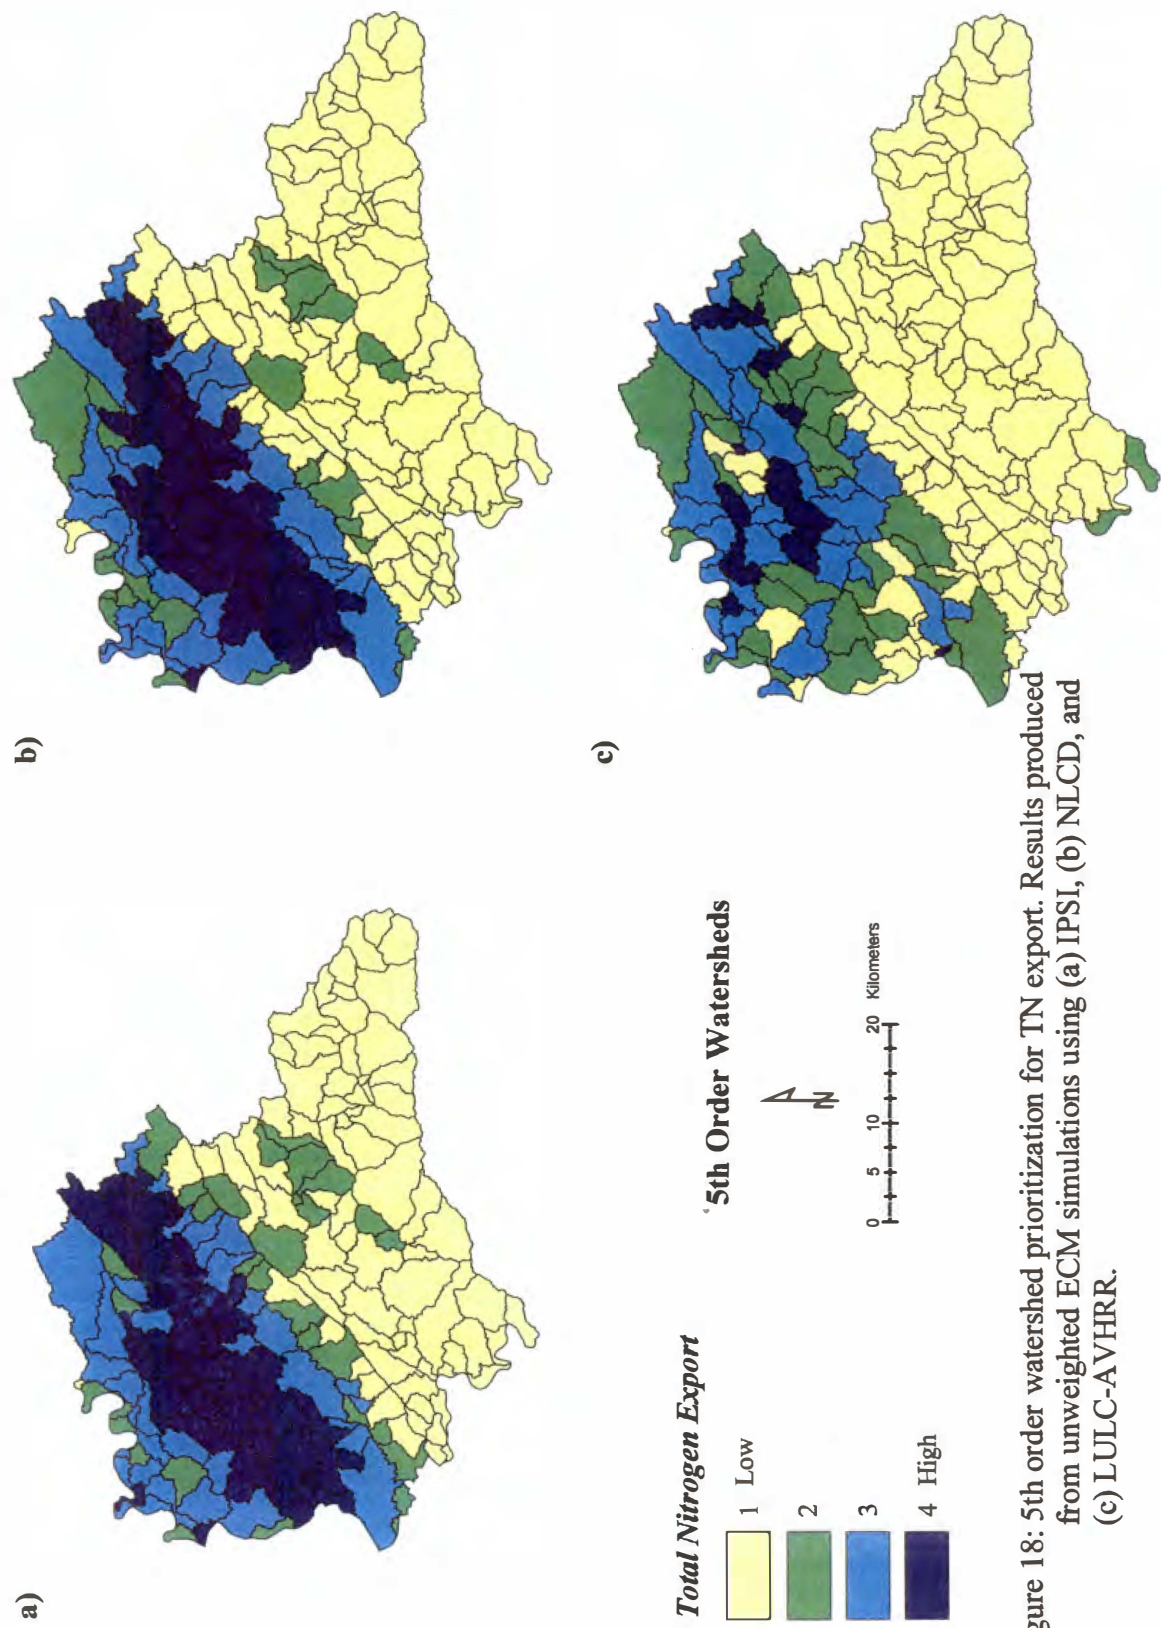 a)
b)
c)
Total Nitrogen Export
1 Low
2
3
4 High
5th Order Watersheds
N
0 5 10 20 Kilometers
gure 18: 5th order watershed prioritization for TN export. Results produced
from unweighted ECM simulations using (a) IPSI, (b) NLCD, and
(c) LULC-AVHRR.